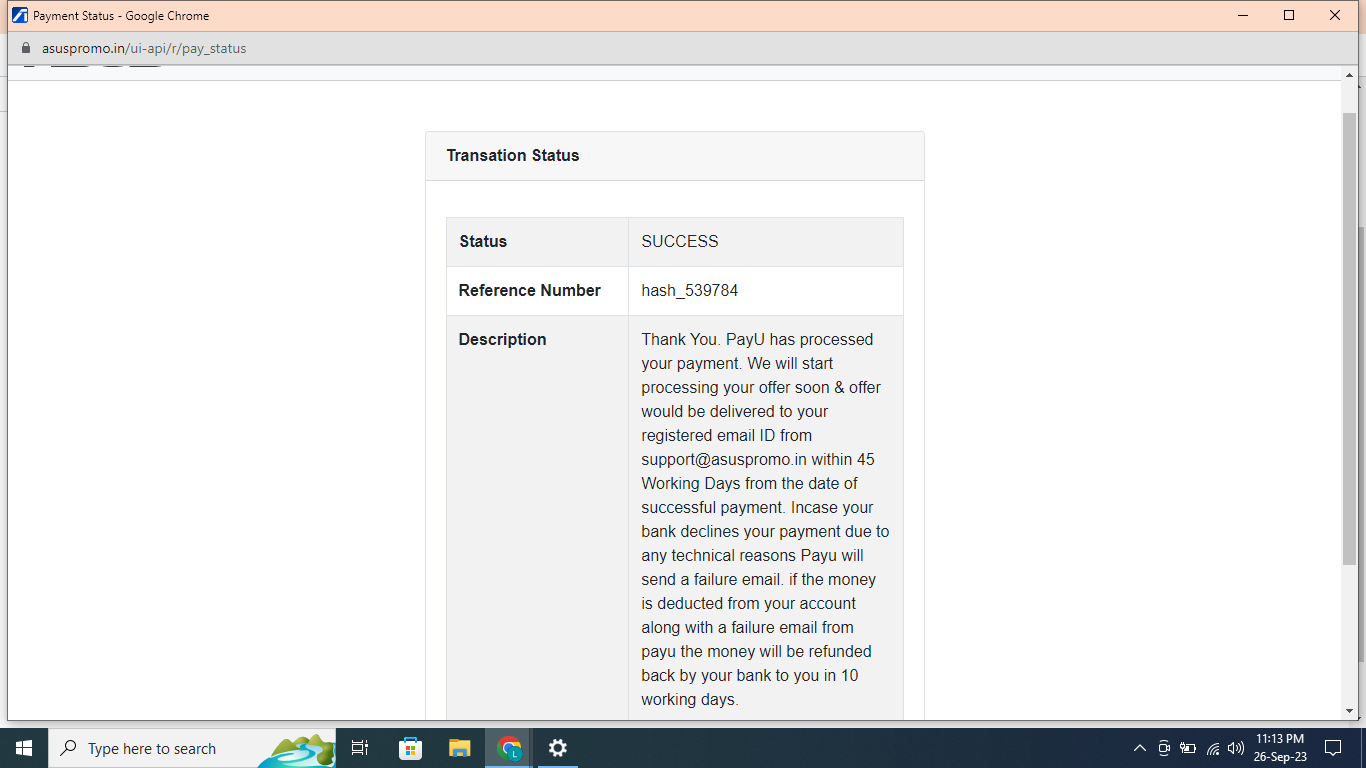 Payment Status - Google Chrome
asuspromo.in/ui-api/r/pay_status
Transation Status
Status SUCCESS
Reference Number hash_539784
Description Thank You. PayU has processed
your payment. We will start
processing your offer soon & offer
would be delivered to your
registered email ID from
support@asuspromo.in within 45
Working Days from the date of
successful payment. Incase your
bank declines your payment due to
any technical reasons Payu will
send a failure email. if the money
is deducted from your account
along with a failure email from
payu the money will be refunded
back by your bank to you in 10
working days.
Type here to search
L
11:13 PM
26-Sep-23